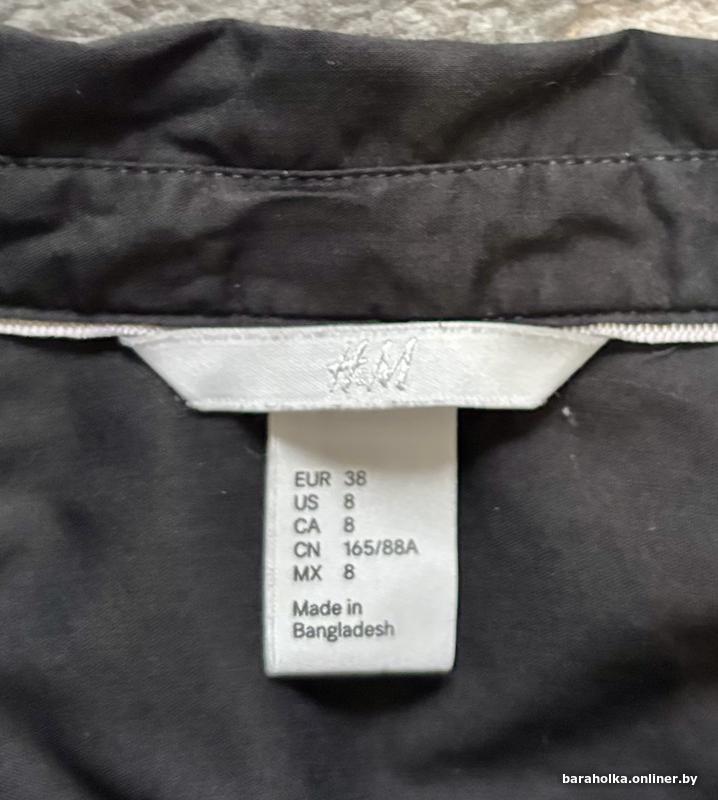 H&M
EUR 38
US 8
CA 8
CN 165/88A
MX 8
Made in
Bangladesh
baraholka.onliner.by